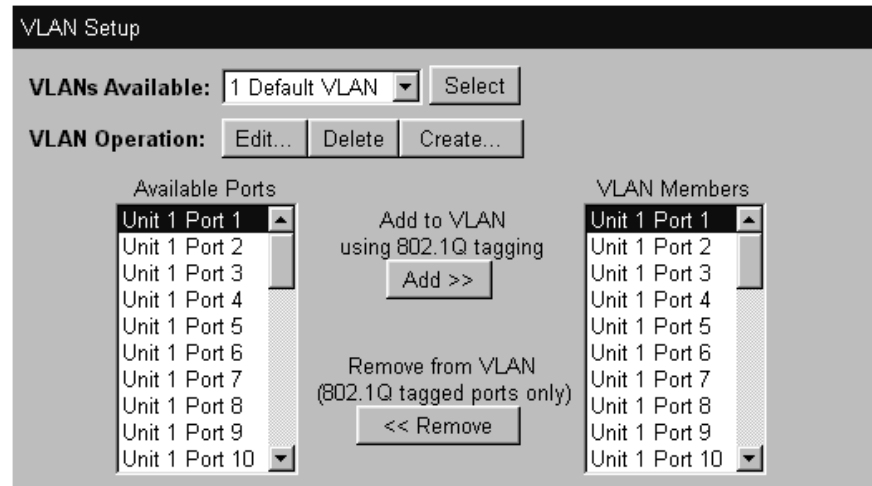 VLAN Setup
VLANs Available: 1 Default VLAN Select
VLAN Operation: Edit... Delete Create...
Available Ports
Unit 1 Port 1
Unit 1 Port 2
Unit 1 Port 3
Unit 1 Port 4
Unit 1 Port 5
Unit 1 Port 6
Unit 1 Port 7
Unit 1 Port 8
Unit 1 Port 9
Unit 1 Port 10
Add to VLAN
using 802.1Q tagging
Add >>
Remove from VLAN
(802.1Q tagged ports only)
<< Remove
VLAN Members
Unit 1 Port 1
Unit 1 Port 2
Unit 1 Port 3
Unit 1 Port 4
Unit 1 Port 5
Unit 1 Port 6
Unit 1 Port 7
Unit 1 Port 8
Unit 1 Port 9
Unit 1 Port 10